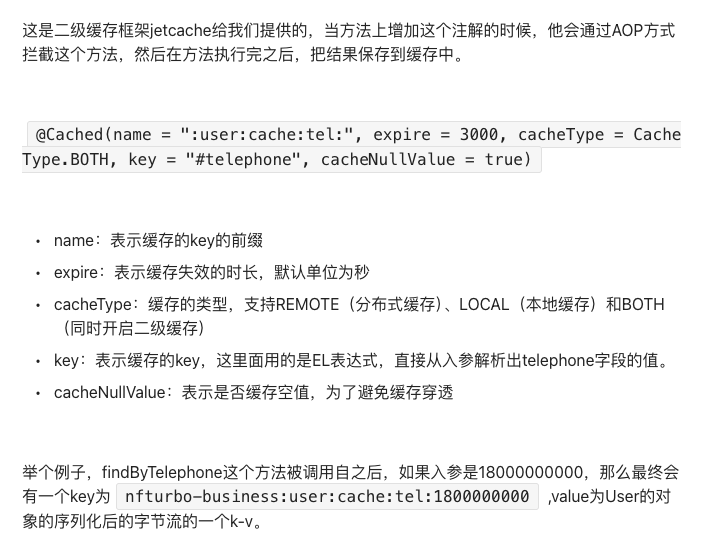 这是二级缓存框架jetcache给我们提供的，当方法上增加这个注解的时候，他会通过AOP方式
拦截这个方法，然后在方法执行完之后，把结果保存到缓存中。
@Cached(name = ":user:cache:tel:", expire = 3000, cacheType = Cache
Type.BOTH, key = "#telephone", cacheNullValue = true)
• name：表示缓存的key的前缀
• expire：表示缓存失效的时长，默认单位为秒
• cacheType：缓存的类型，支持REMOTE（分布式缓存）、LOCAL（本地缓存）和BOTH
（同时开启二级缓存）
• key：表示缓存的key，这里面用的是EL表达式，直接从入参解析出telephone字段的值。
• cacheNullValue：表示是否缓存空值，为了避免缓存穿透
举个例子，findByTelephone这个方法被调用自之后，如果入参是18000000000，那么最终会
有一个key为 nfturbo-business:user:cache:tel:1800000000 ,value为User的对
象的序列化后的字节流的一个k-v。